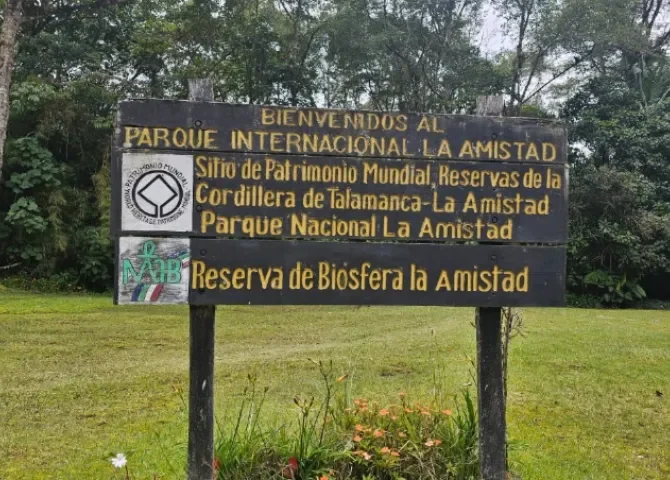 BIENVENIDOS AL
PARQUE INTERNACIONAL LA AMISTAD
Sitio de Patrimonio Mundial, Reservas de la
Cordillera de Talamanca-La Amistad
Parque Nacional La Amistad
MAB
Reserva de Biosfera la Amistad